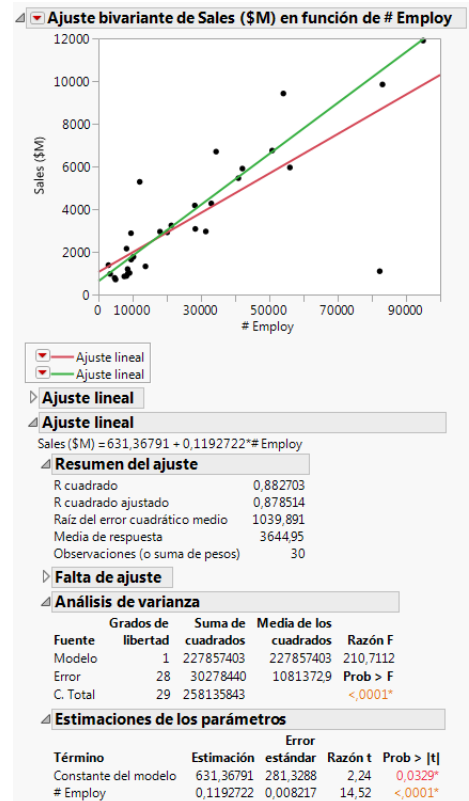 Ajuste bivariante de Sales ($M) en función de # Employ
12000
10000
8000
6000
4000
2000
0
Sales ($M)
0 10000 30000 50000 70000 90000
# Employ
Ajuste lineal
Ajuste lineal
Ajuste lineal
Ajuste lineal
Sales ($M) = 631,36791 + 0,1192722*# Employ
Resumen del ajuste
R cuadrado 0,882703
R cuadrado ajustado 0,878514
Raíz del error cuadrático medio 1039,891
Media de respuesta 3644,95
Observaciones (o suma de pesos) 30
Falta de ajuste
Análisis de varianza
Grados de Suma de Media de los
Fuente libertad cuadrados cuadrados Razón F
Modelo 1 227857403 227857403 210,7112
Error 28 30278440 1081372,9 Prob > F
C. Total 29 258135843 <,0001*
Estimaciones de los parámetros
Error
Término Estimación estándar Razón t Prob > |t|
Constante del modelo 631,36791 281,3288 2,24 0,0329*
# Employ 0,1192722 0,008217 14,52 <,0001*